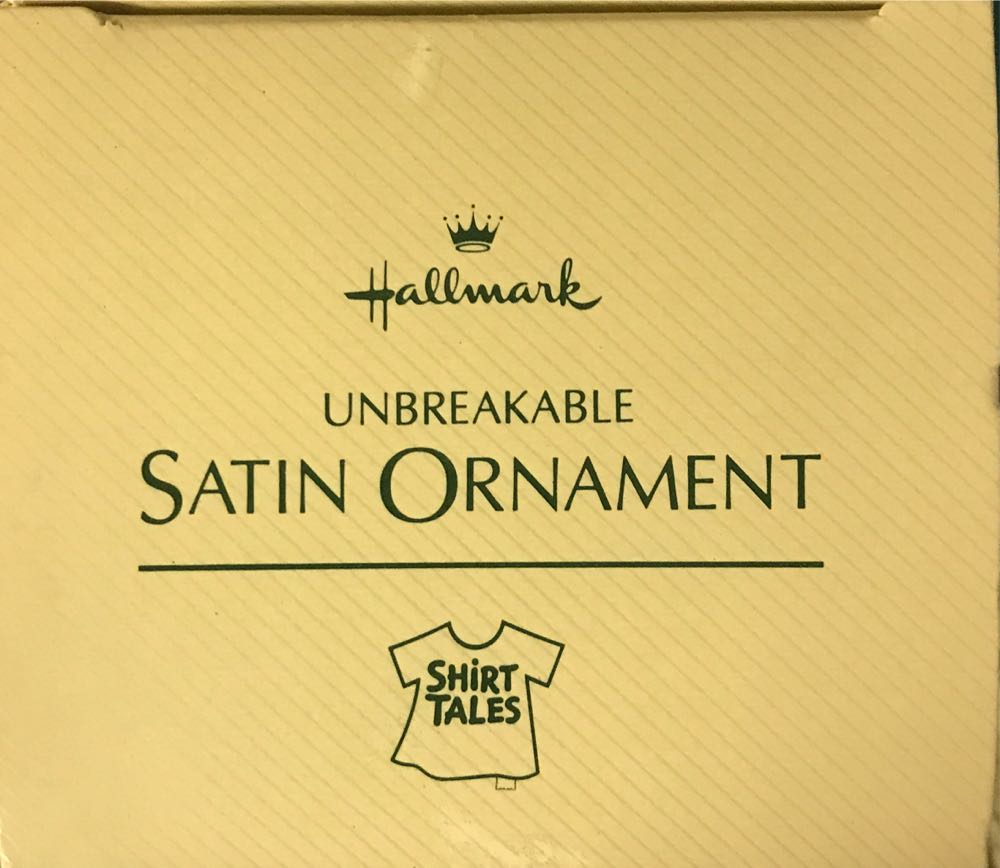 Hallmark
UNBREAKABLE
SATIN ORNAMENT
SHiRT
TALES